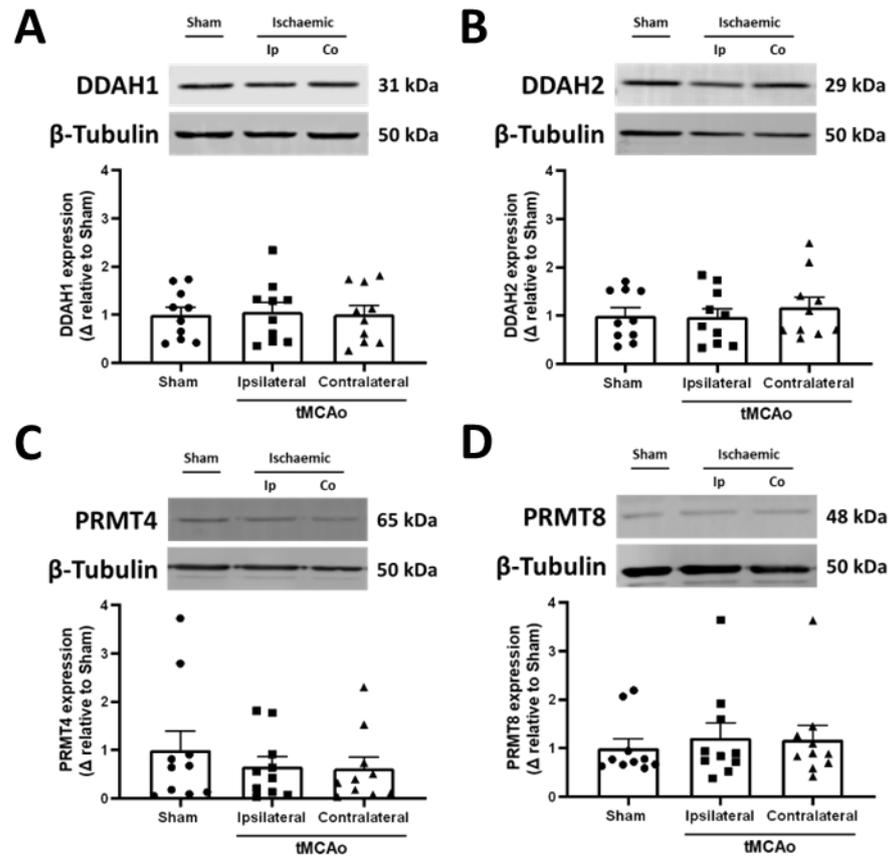 A
Sham
Ischaemic
Ip
Co
DDAH1
31 kDa
β-Tubulin
50 kDa
DDAH1 expression
(Δ relative to Sham)
4
3
2
1
0
Sham
Ipsilateral
Contralateral
tMCAo
B
Sham
Ischaemic
Ip
Co
DDAH2
29 kDa
β-Tubulin
50 kDa
DDAH2 expression
(Δ relative to Sham)
4
3
2
1
0
Sham
Ipsilateral
Contralateral
tMCAo
C
Sham
Ischaemic
Ip
Co
PRMT4
65 kDa
β-Tubulin
50 kDa
PRMT4 expression
(Δ relative to Sham)
4
3
2
1
0
Sham
Ipsilateral
Contralateral
tMCAo
D
Sham
Ischaemic
Ip
Co
PRMT8
48 kDa
β-Tubulin
50 kDa
PRMT8 expression
(Δ relative to Sham)
4
3
2
1
0
Sham
Ipsilateral
Contralateral
tMCAo